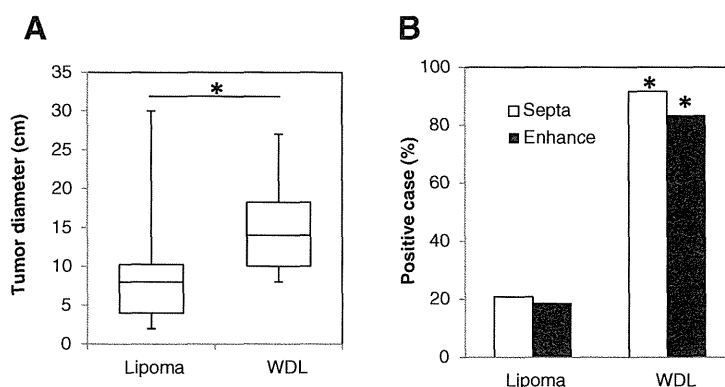 A
Tumor diameter (cm)
35
30
25
20
15
10
5
0
*
Lipoma WDL
B
Positive case (%)
100
80
60
40
20
0
Septa
Enhance
*
*
Lipoma WDL